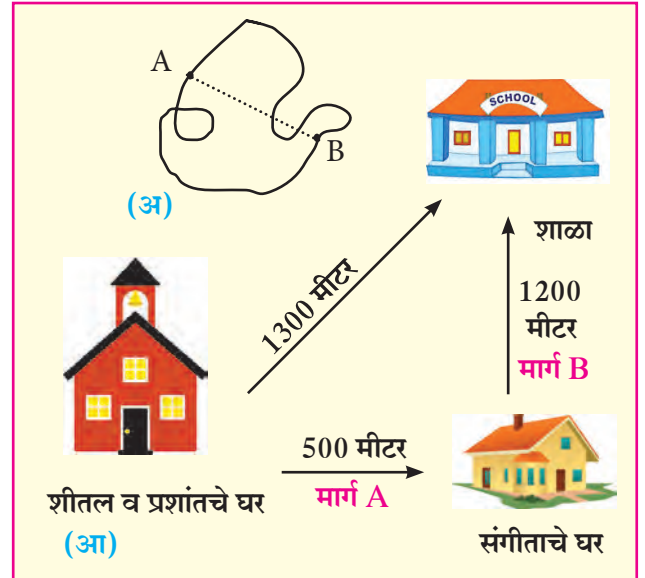 A
B
(अ)
SCHOOL
शाळा
1300 मीटर
1200
मीटर
मार्ग B
500 मीटर
मार्ग A
शीतल व प्रशांतचे घर
(आ)
संगीताचे घर